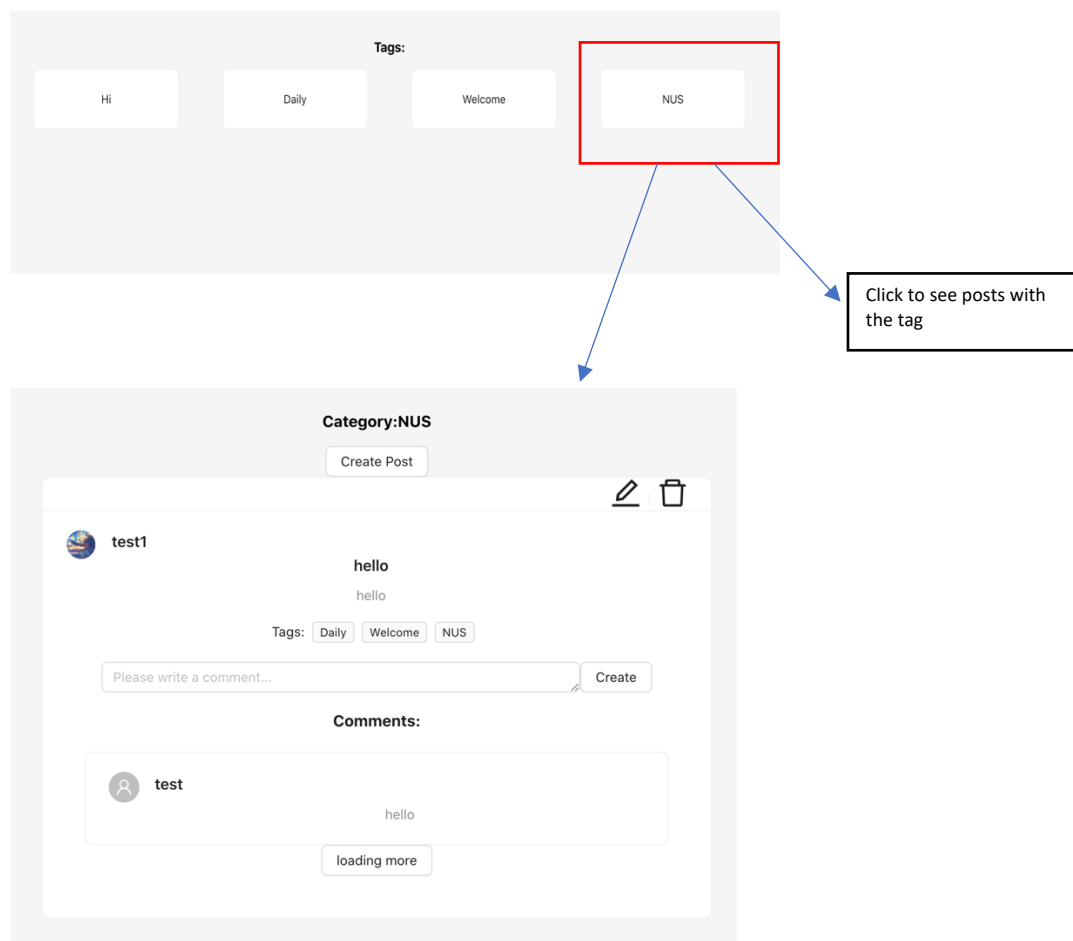 Tags:
Hi Daily Welcome NUS
Click to see posts with
the tag
Category:NUS
Create Post
test1
hello
hello
Tags: Daily Welcome NUS
Please write a comment... Create
Comments:
test
hello
loading more